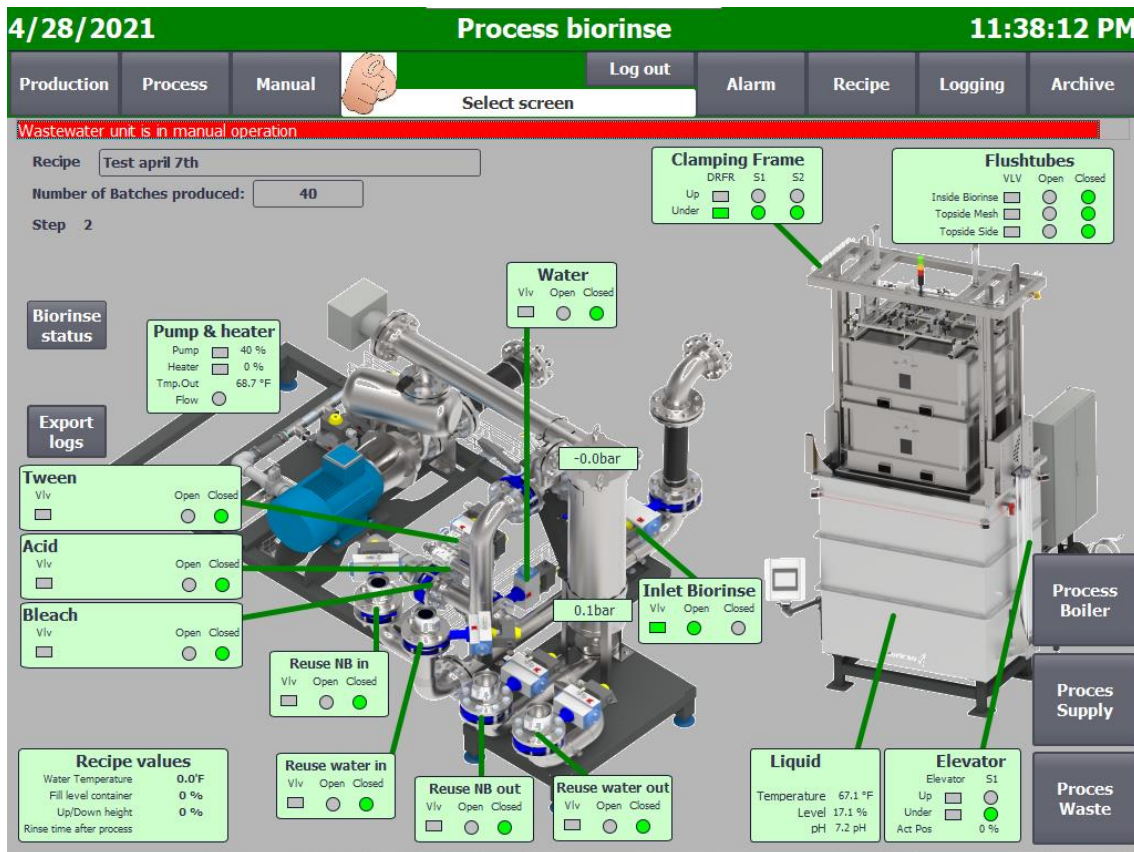 4/28/2021 Process biorinse 11:38:12 PM
Production Process Manual Log out Alarm Recipe Logging Archive
Select screen
Wastewater unit is in manual operation
Recipe Test april 7th
Number of Batches produced: 40
Step 2
Clamping Frame
DRFR S1 S2
Up
Under
Flushtubes
VLV Open Closed
Inside Biorinse
Topside Mesh
Topside Side
Water
Vlv Open Closed
Biorinse
status
Pump & heater
Pump 40 %
Heater 0 %
Tmp.Out 68.7 °F
Flow
Export
logs
-0.0bar
Tween
Vlv Open Closed
Acid
Vlv Open Closed
Bleach
Vlv Open Closed
0.1bar
Inlet Biorinse
Vlv Open Closed
Process
Boiler
Reuse NB in
Vlv Open Closed
Proces
Supply
Recipe values
Water Temperature 0.0°F
Fill level container 0 %
Up/Down height 0 %
Rinse time after process
Reuse water in
Vlv Open Closed
Reuse NB out
Vlv Open Closed
Reuse water out
Vlv Open Closed
Liquid
Temperature 67.1 °F
Level 17.1 %
pH 7.2 pH
Elevator
Elevator S1
Up
Under
Act Pos 0 %
Proces
Waste